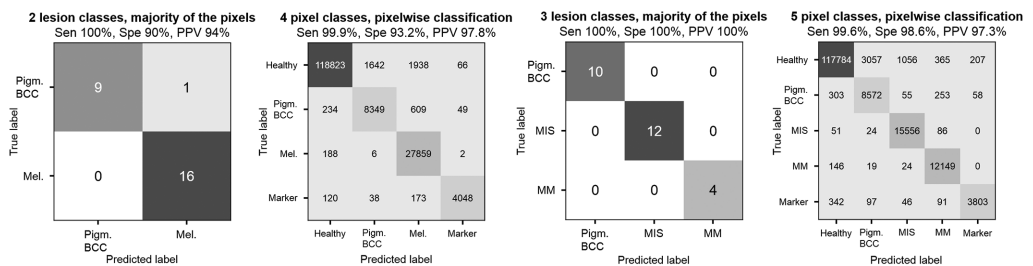 2 lesion classes, majority of the pixels
Sen 100%, Spe 90%, PPV 94%
True label
Pigm.
BCC
9
1
Mel.
0
16
Pigm.
BCC
Mel.
Predicted label
4 pixel classes, pixelwise classification
Sen 99.9%, Spe 93.2%, PPV 97.8%
True label
Healthy
118823 1642 1938 66
Pigm.
BCC
234 8349 609 49
Mel.
188 6 27859 2
Marker
120 38 173 4048
Healthy
Pigm.
BCC
Mel.
Marker
Predicted label
3 lesion classes, majority of the pixels
Sen 100%, Spe 100%, PPV 100%
True label
Pigm.
BCC
10 0 0
MIS
0 12 0
MM
0 0 4
Pigm.
BCC
MIS
MM
Predicted label
5 pixel classes, pixelwise classification
Sen 99.6%, Spe 98.6%, PPV 97.3%
True label
Healthy
117784 3057 1056 365 207
Pigm.
BCC
303 8572 55 253 58
MIS
51 24 15556 86 0
MM
146 19 24 12149 0
Marker
342 97 46 91 3803
Healthy
Pigm.
BCC
MIS
MM
Marker
Predicted label